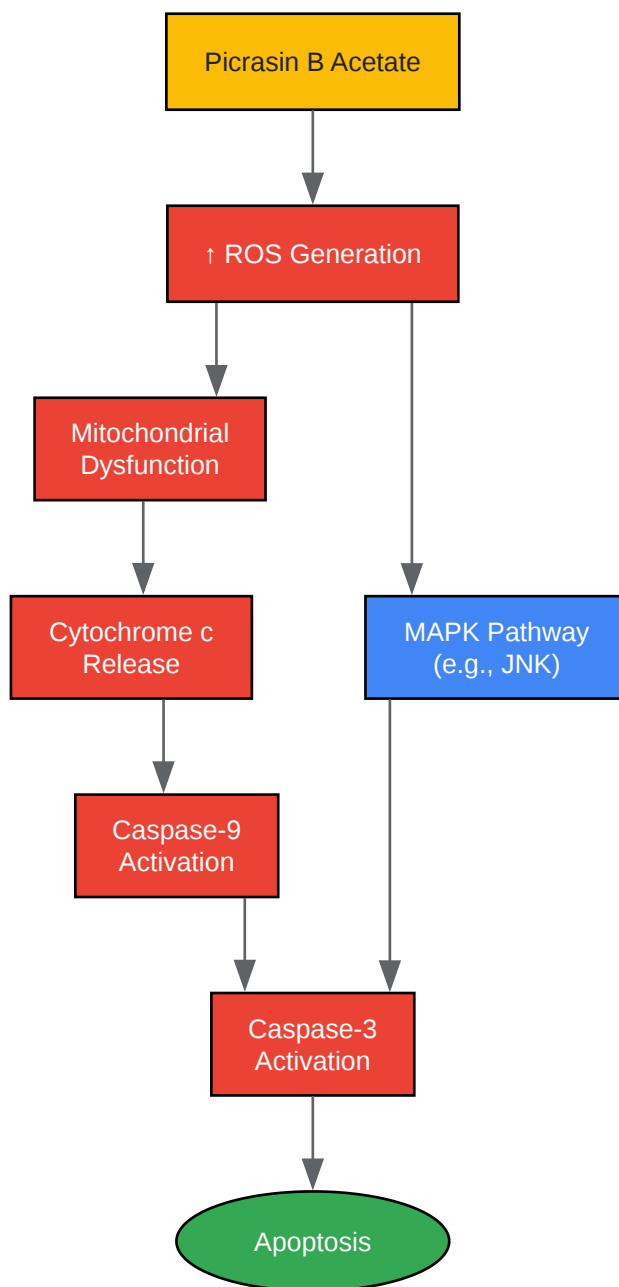 Picrasin B Acetate
↑ ROS Generation
Mitochondrial
Dysfunction
Cytochrome c
Release
MAPK Pathway
(e.g., JNK)
Caspase-9
Activation
Caspase-3
Activation
Apoptosis